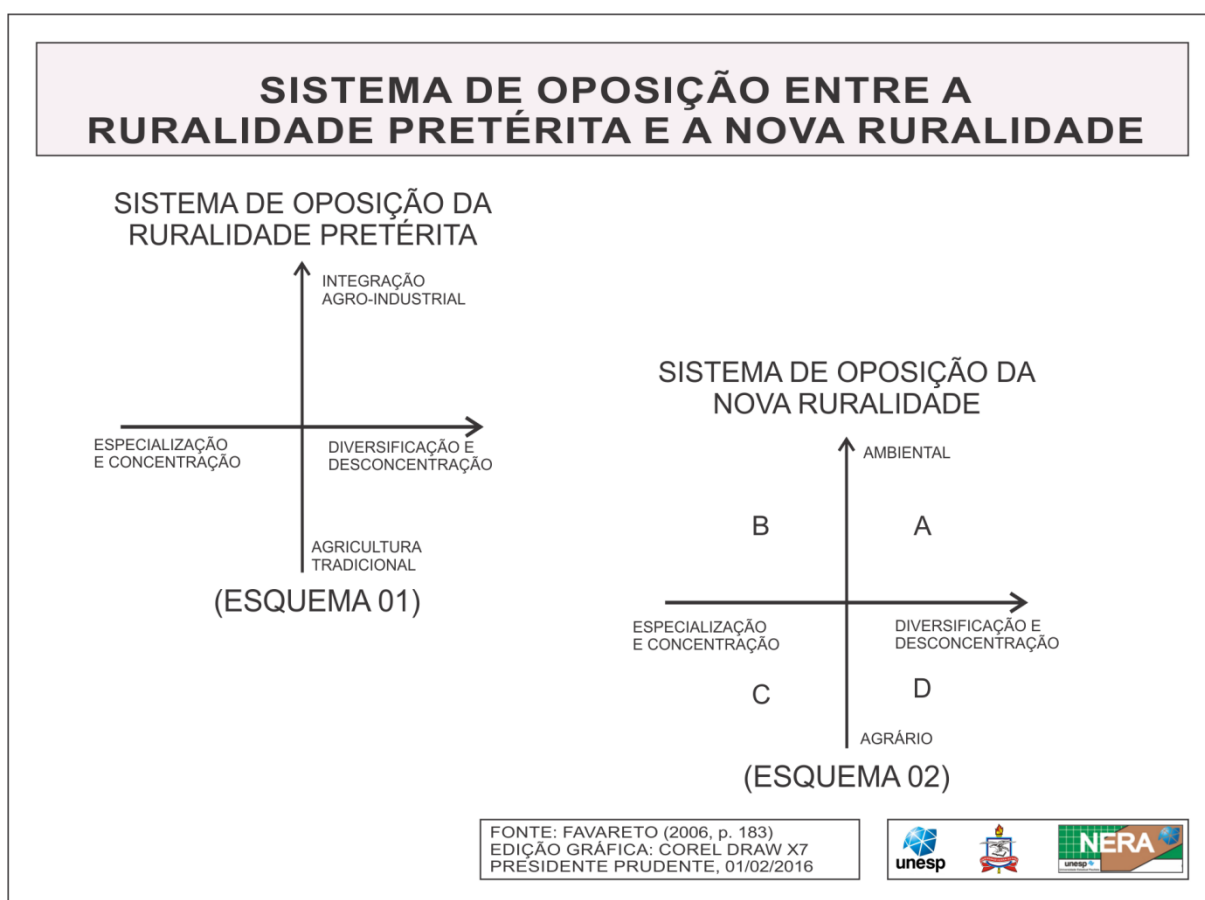 SISTEMA DE OPOSIÇÃO ENTRE A
RURALIDADE PRETÉRITA E A NOVA RURALIDADE
SISTEMA DE OPOSIÇÃO DA
RURALIDADE PRETÉRITA
INTEGRAÇÃO
AGRO-INDUSTRIAL
ESPECIALIZAÇÃO
E CONCENTRAÇÃO
DIVERSIFICAÇÃO E
DESCONCENTRAÇÃO
AGRICULTURA
TRADICIONAL
(ESQUEMA 01)
SISTEMA DE OPOSIÇÃO DA
NOVA RURALIDADE
AMBIENTAL
B
A
ESPECIALIZAÇÃO
E CONCENTRAÇÃO
DIVERSIFICAÇÃO E
DESCONCENTRAÇÃO
C
D
AGRÁRIO
(ESQUEMA 02)
FONTE: FAVARETO (2006, p. 183)
EDIÇÃO GRÁFICA: COREL DRAW X7
PRESIDENTE PRUDENTE, 01/02/2016
unesp
NERA
unesp